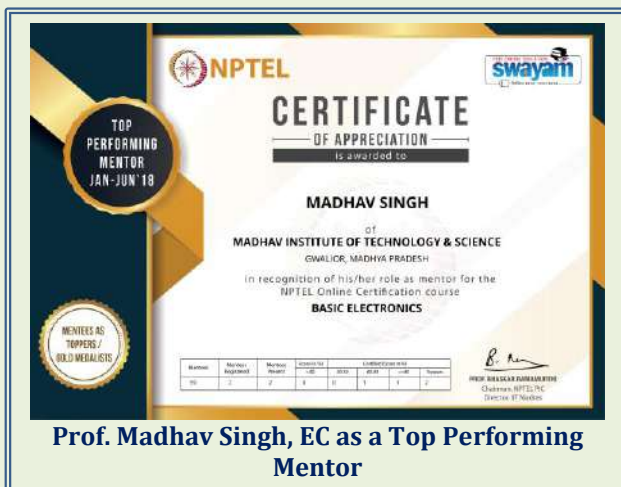 NPTEL
swayam
CERTIFICATE
OF APPRECIATION
is awarded to
TOP
PERFORMING
MENTOR
JAN-JUN'18
MADHAV SINGH
of
MADHAV INSTITUTE OF TECHNOLOGY & SCIENCE
GWALIOR, MADHYA PRADESH
in recognition of his/her role as mentor for the
NPTEL Online Certification course
BASIC ELECTRONICS
MENTEES AS
TOPPERS /
GOLD MEDALISTS
PROF. BHASKAR RAMAMURTHI
Chairman, NPTEL PIC
Director, IIT Madras
Prof. Madhav Singh, EC as a Top Performing
Mentor